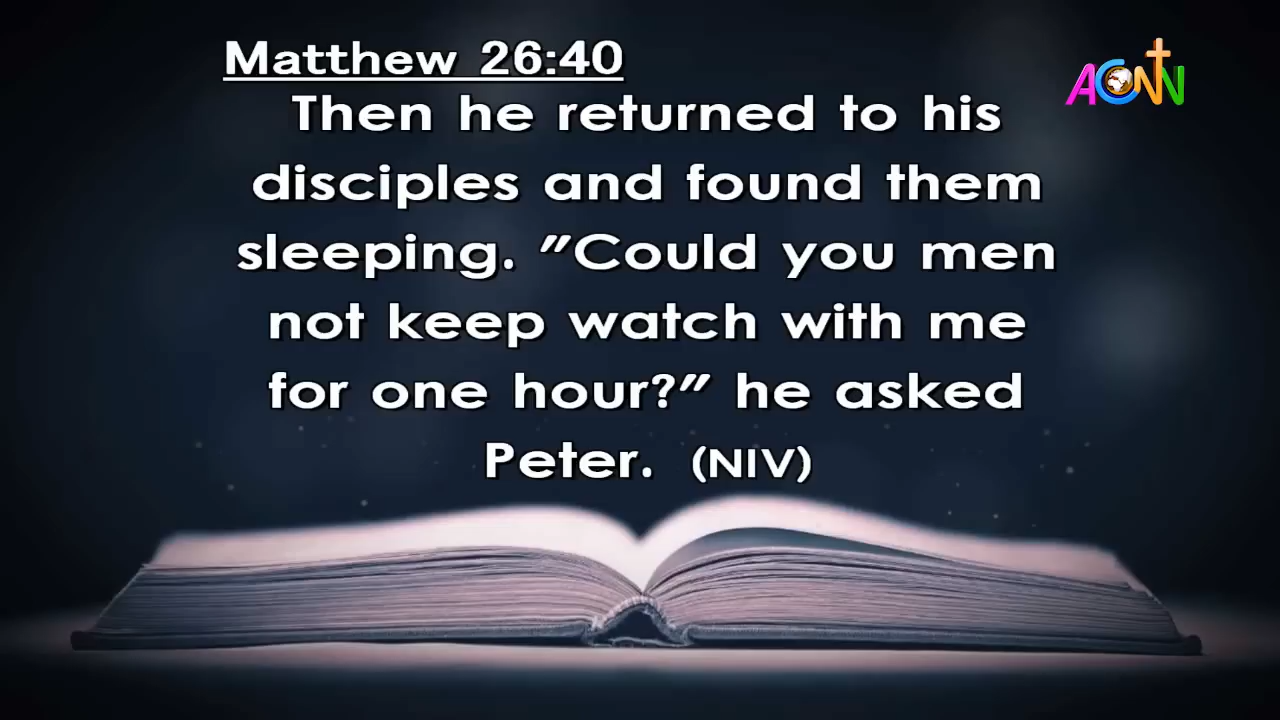 Matthew 26:40
ACNN
Then he returned to his
disciples and found them
sleeping. "Could you men
not keep watch with me
for one hour?" he asked
Peter. (NIV)